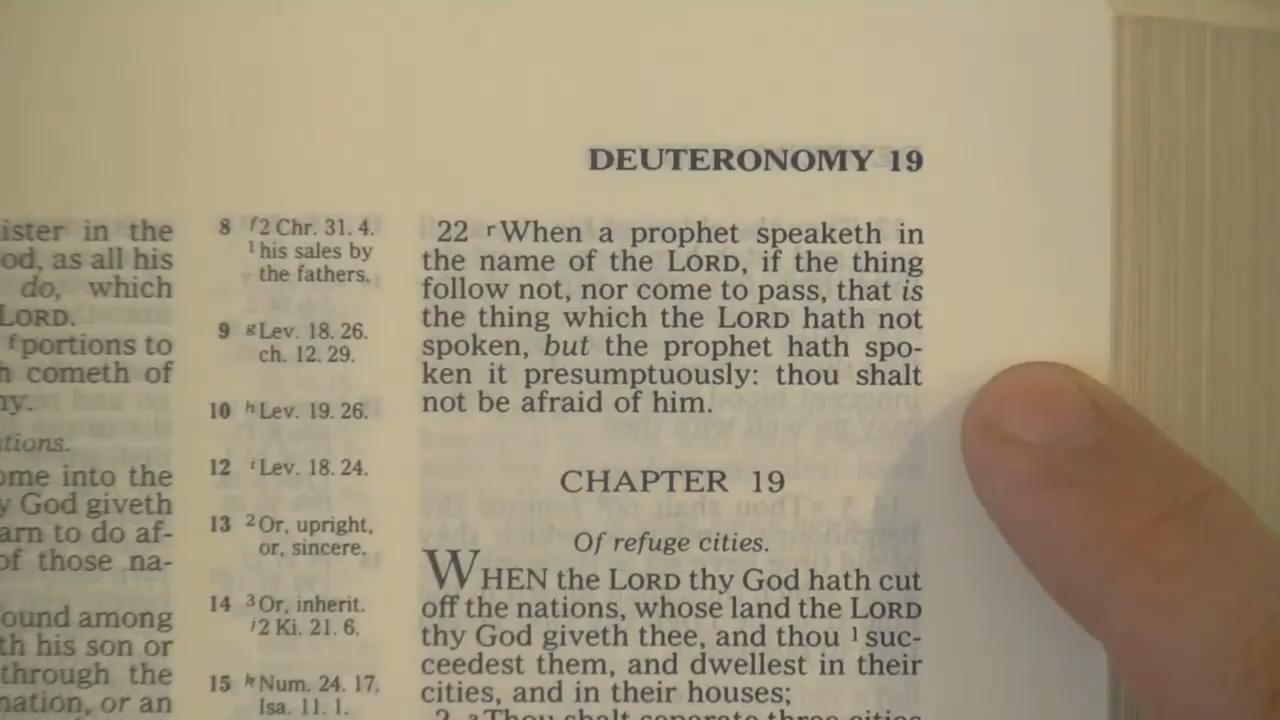 DEUTERONOMY 19
ister in the
od, as all his
do, which
LORD.
f portions to
h cometh of
ny.
tions.
ome into the
y God giveth
arn to do af-
of those na-
ound among
th his son or
through the
nation, or an
8 f2 Chr. 31. 4.
1 his sales by
the fathers.
9 gLev. 18. 26.
ch. 12. 29.
10 hLev. 19. 26.
12 iLev. 18. 24.
13 2Or, upright,
or, sincere.
14 3Or, inherit.
j2 Ki. 21. 6.
15 kNum. 24. 17.
Isa. 11. 1.
22 rWhen a prophet speaketh in
the name of the LORD, if the thing
follow not, nor come to pass, that is
the thing which the LORD hath not
spoken, but the prophet hath spo-
ken it presumptuously: thou shalt
not be afraid of him.
CHAPTER 19
Of refuge cities.
WHEN the LORD thy God hath cut
off the nations, whose land the LORD
thy God giveth thee, and thou 1 suc-
ceedest them, and dwellest in their
cities, and in their houses;
2 aThou shalt separate three cities